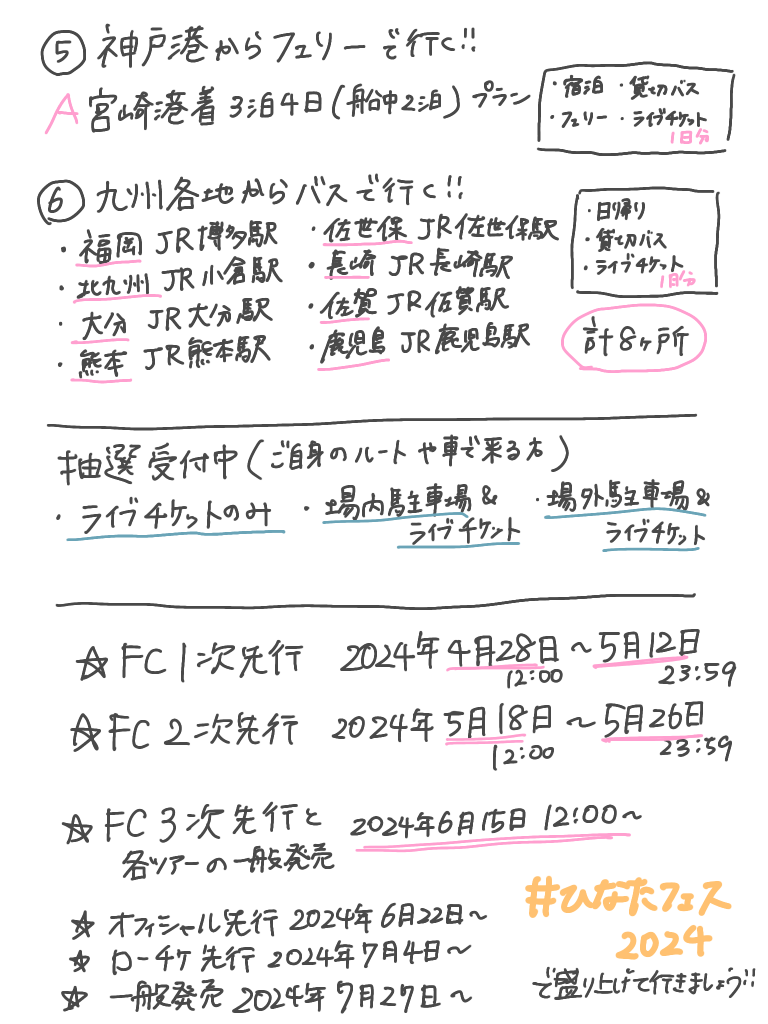 ⑤ 神戸港からフェリーで行く!!
A 宮崎港着 3泊4日(船中2泊) プラン
・宿泊 ・貸切バス
・フェリー ・ライブチケット
1日分
⑥ 九州各地からバスで行く!!
・福岡 JR博多駅
・北九州 JR小倉駅
・大分 JR大分駅
・熊本 JR熊本駅
・佐世保 JR佐世保駅
・長崎 JR長崎駅
・佐賀 JR佐賀駅
・鹿児島 JR鹿児島駅
・日帰り
・貸切バス
・ライブチケット
1日分
計8ヶ所
抽選受付中(ご自身のルートや車で来る方)
・ライブチケットのみ
・場内駐車場&
ライブチケット
・場外駐車場&
ライブチケット
☆FC1次先行 2024年4月28日~5月12日
12:00 23:59
☆FC2次先行 2024年5月18日~5月26日
12:00 23:59
☆FC3次先行と 2024年6月15日 12:00~
各ツアーの一般発売
☆オフィシャル先行 2024年6月22日~
☆ローチケ先行 2024年7月4日~
☆一般発売 2024年7月27日~
#ひなたフェス
2024
で盛り上げて行きましょう!!